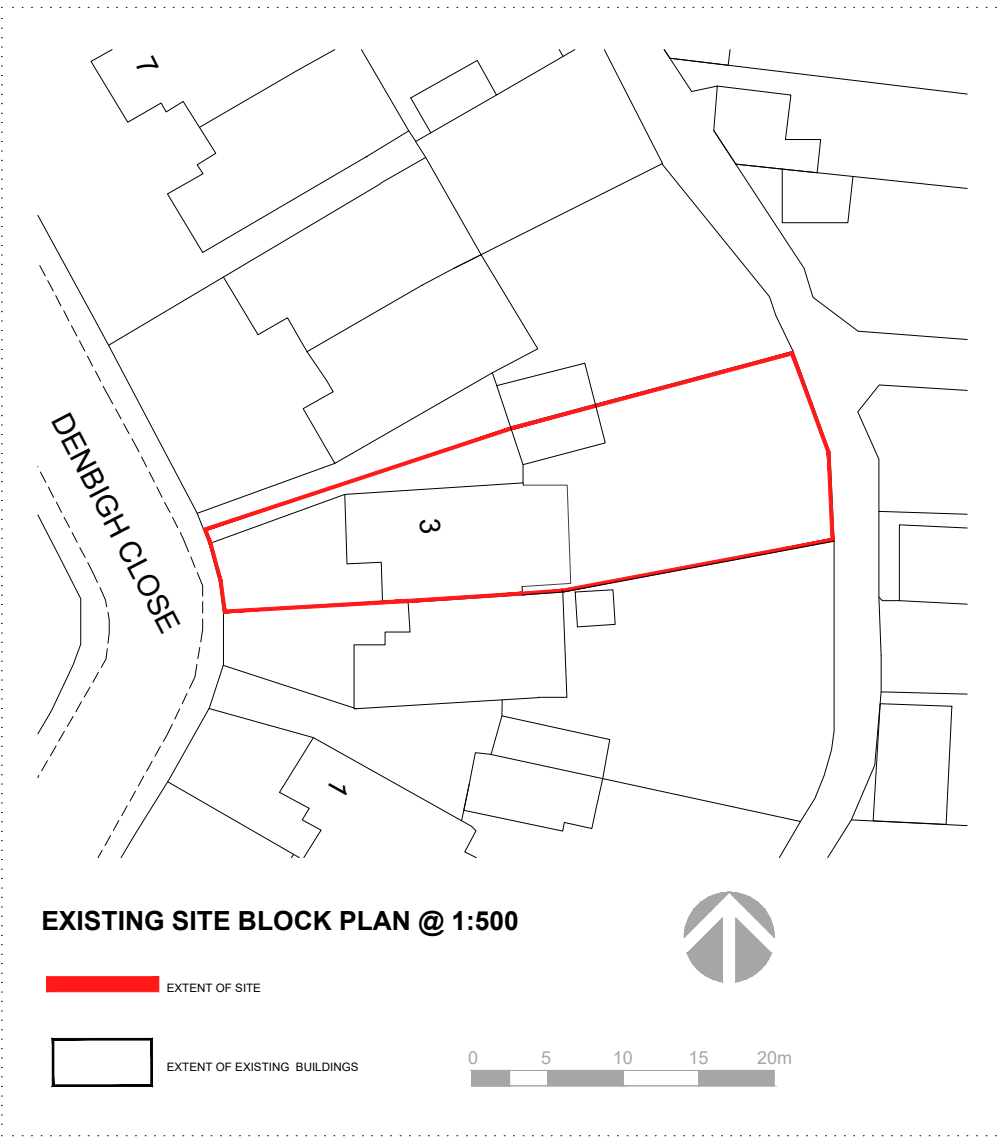 7
DENBIGH CLOSE
3
1
EXISTING SITE BLOCK PLAN @ 1:500
EXTENT OF SITE
EXTENT OF EXISTING BUILDINGS
0 5 10 15 20m